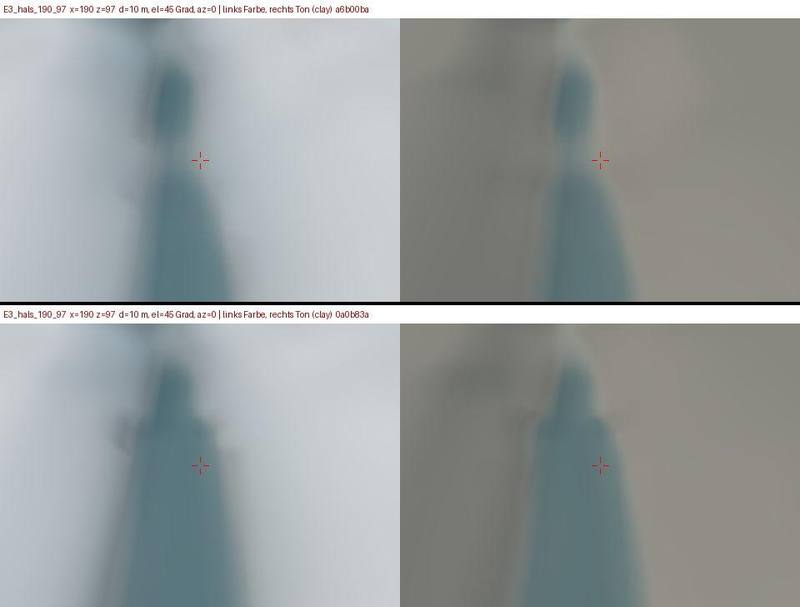 E3_hals_190_97 x=190 z=97 d=10 m, el=45 Grad, az=0 | links Farbe, rechts Ton (clay) a6b00ba
E3_hals_190_97 x=190 z=97 d=10 m, el=45 Grad, az=0 | links Farbe, rechts Ton (clay) 0a0b83a